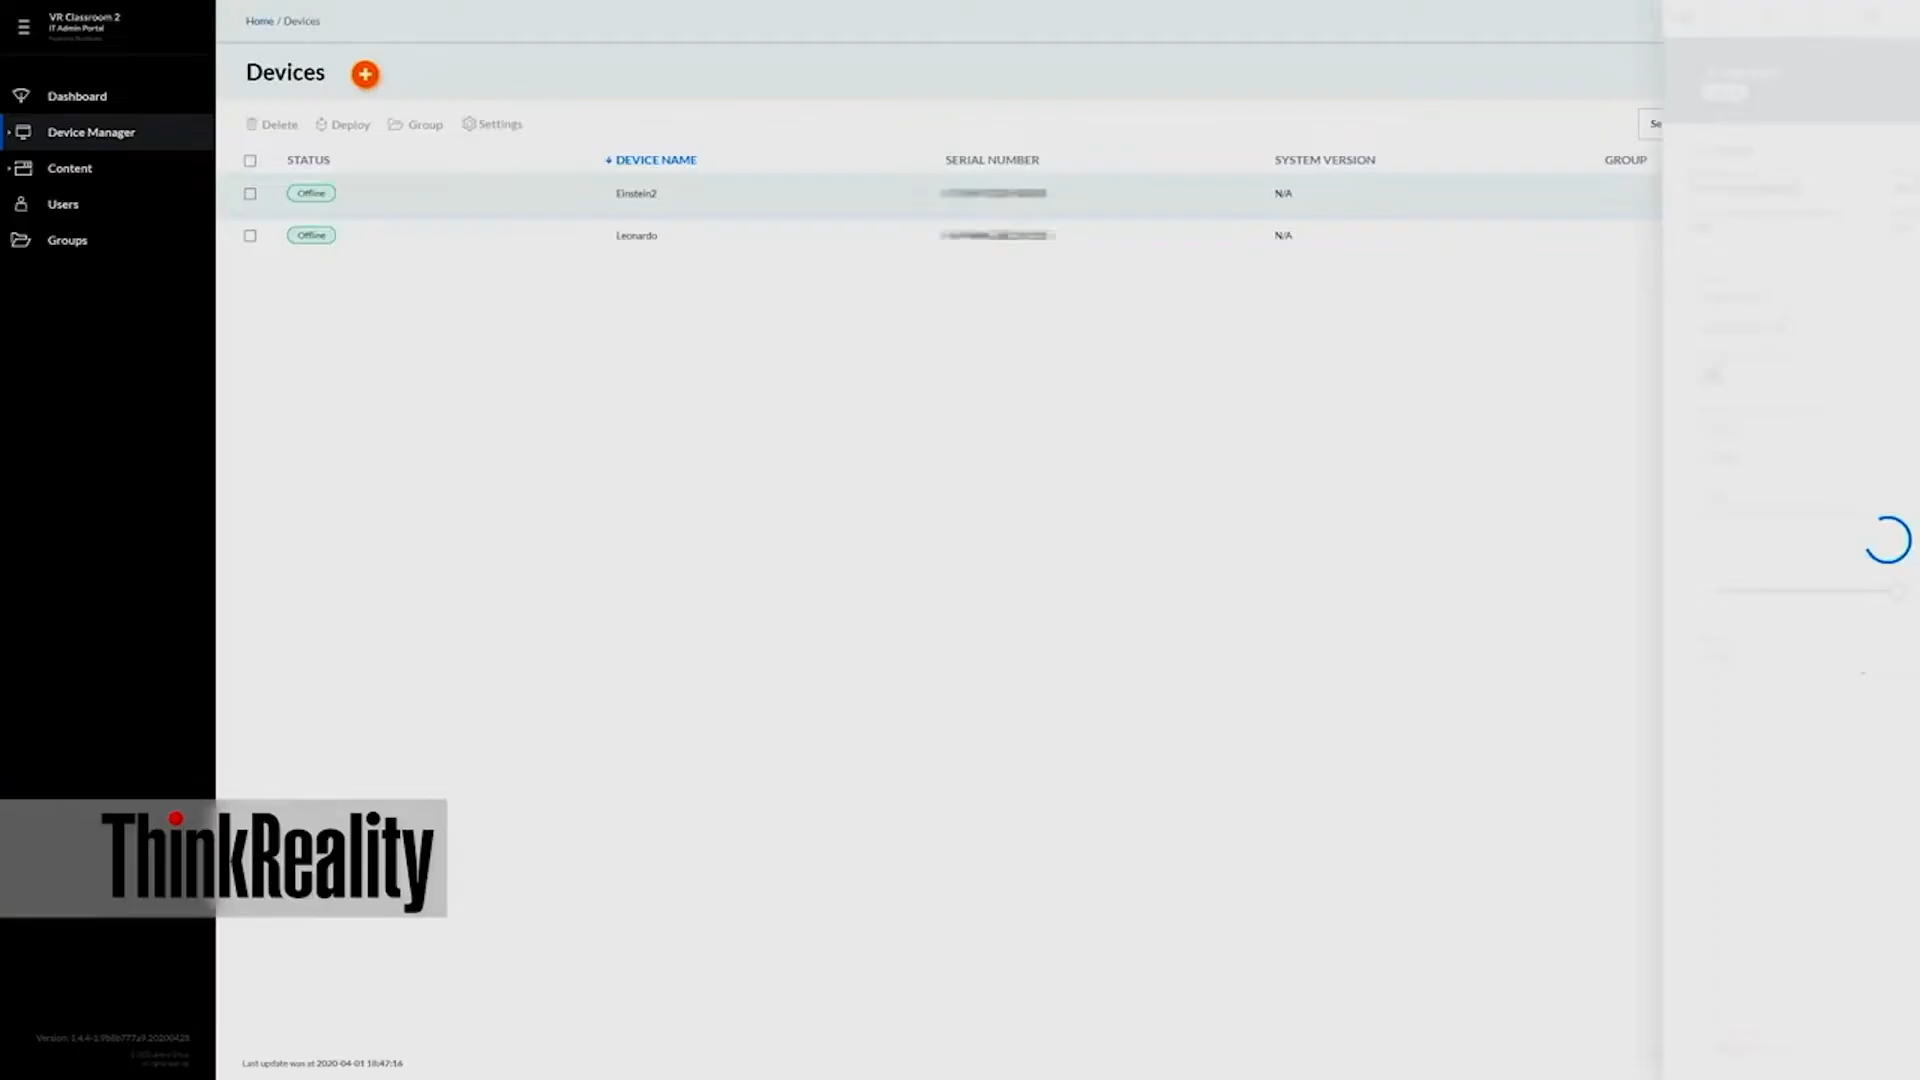 VR Classroom 2
IT Admin Portal
Dashboard
Device Manager
Content
Users
Groups
Home / Devices
Devices
Delete
Deploy
Group
Settings
Se
STATUS
DEVICE NAME
SERIAL NUMBER
SYSTEM VERSION
GROUP
Offline
Einstein2
N/A
Offline
Leonardo
N/A
ThinkReality
Last update was at 2020-04-01 18:47:16